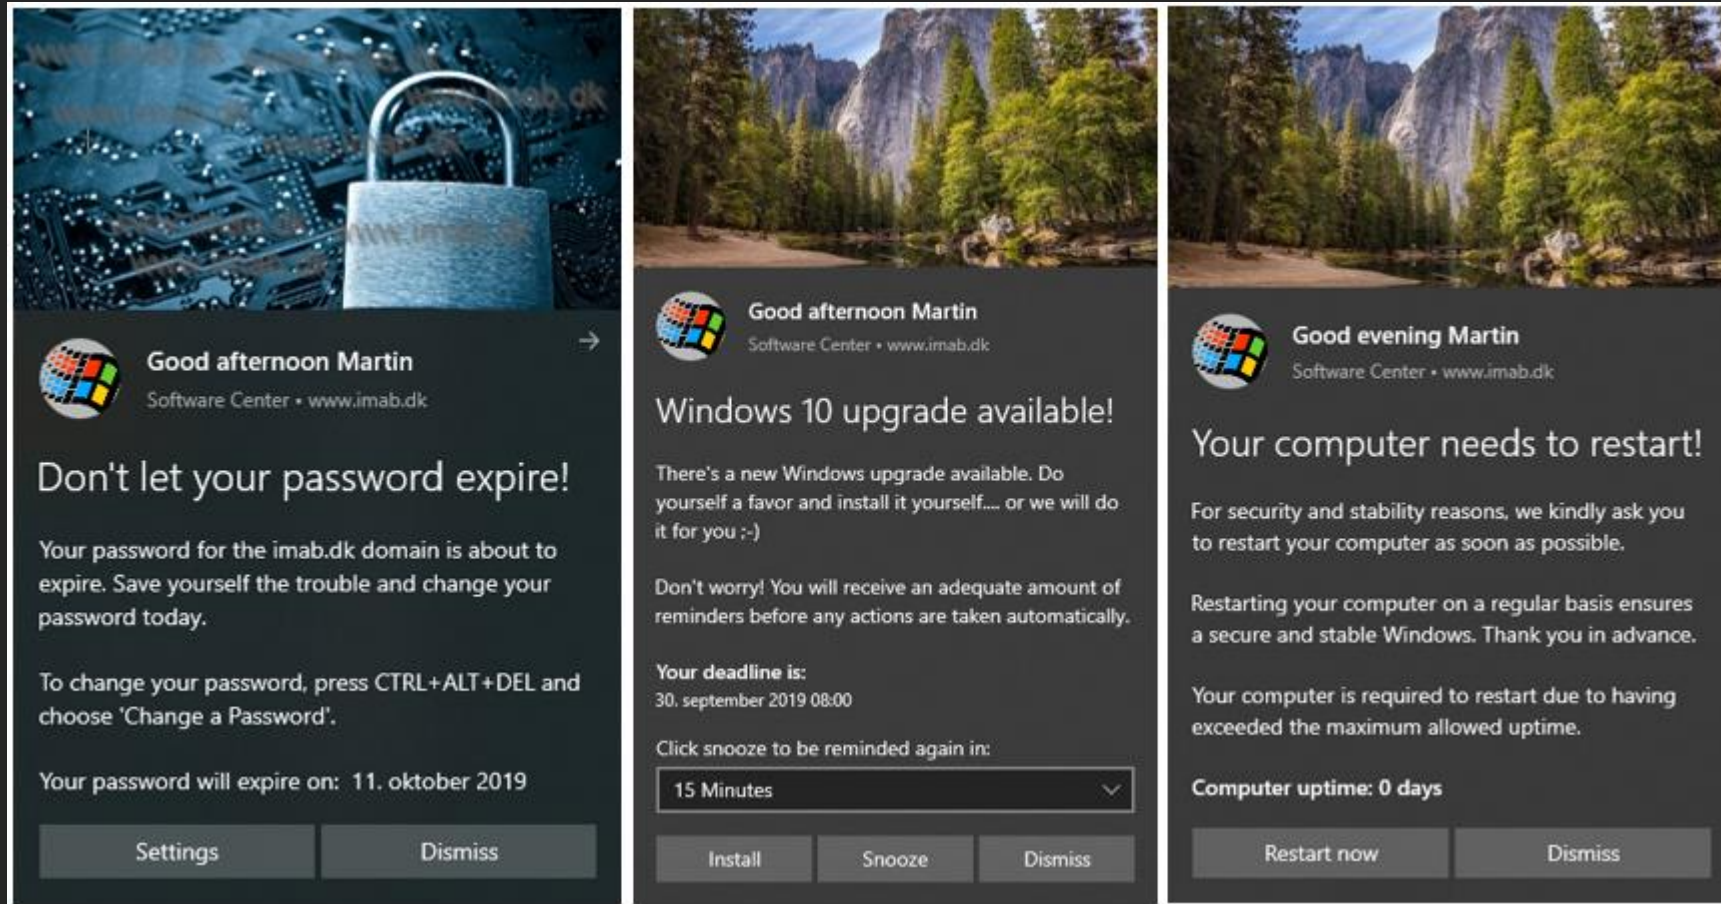 www.imab.dk
www.imab.dk
Good afternoon Martin
Software Center • www.imab.dk
Don't let your password expire!
Your password for the imab.dk domain is about to
expire. Save yourself the trouble and change your
password today.
To change your password, press CTRL+ALT+DEL and
choose 'Change a Password'.
Your password will expire on: 11. oktober 2019
Settings
Dismiss
Good afternoon Martin
Software Center • www.imab.dk
Windows 10 upgrade available!
There's a new Windows upgrade available. Do
yourself a favor and install it yourself.... or we will do
it for you ;-)
Don't worry! You will receive an adequate amount of
reminders before any actions are taken automatically.
Your deadline is:
30. september 2019 08:00
Click snooze to be reminded again in:
15 Minutes
Install
Snooze
Dismiss
Good evening Martin
Software Center • www.imab.dk
Your computer needs to restart!
For security and stability reasons, we kindly ask you
to restart your computer as soon as possible.
Restarting your computer on a regular basis ensures
a secure and stable Windows. Thank you in advance.
Your computer is required to restart due to having
exceeded the maximum allowed uptime.
Computer uptime: 0 days
Restart now
Dismiss